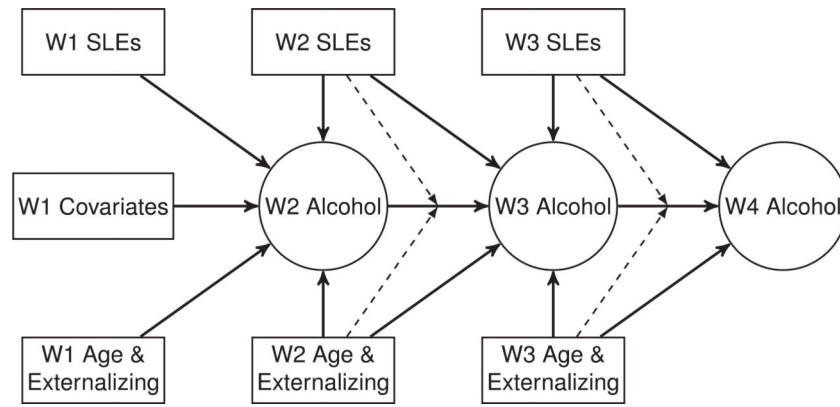 W1 SLEs
W2 SLEs
W3 SLEs
W1 Covariates
W2 Alcohol
W3 Alcohol
W4 Alcohol
W1 Age &
Externalizing
W2 Age &
Externalizing
W3 Age &
Externalizing